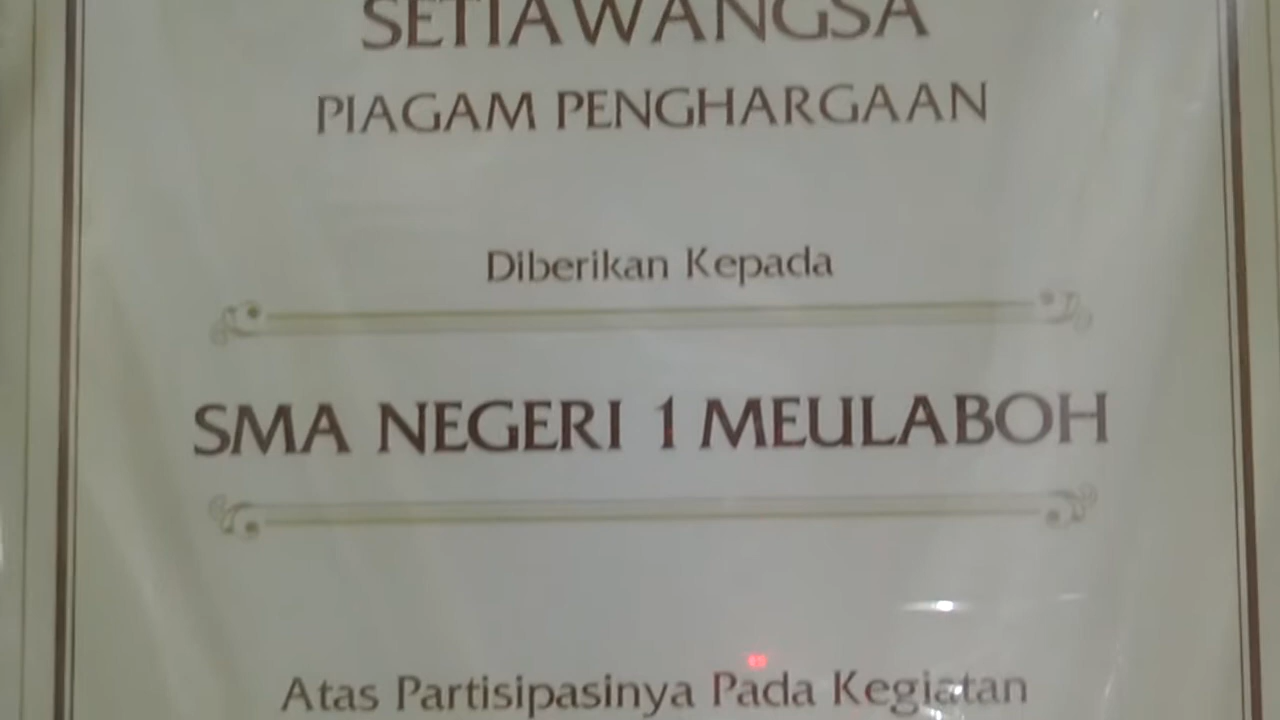 SETIAWANGSA
PIAGAM PENGHARGAAN
Diberikan Kepada
SMA NEGERI 1 MEULABOH
Atas Partisipasinya Pada Kegiatan